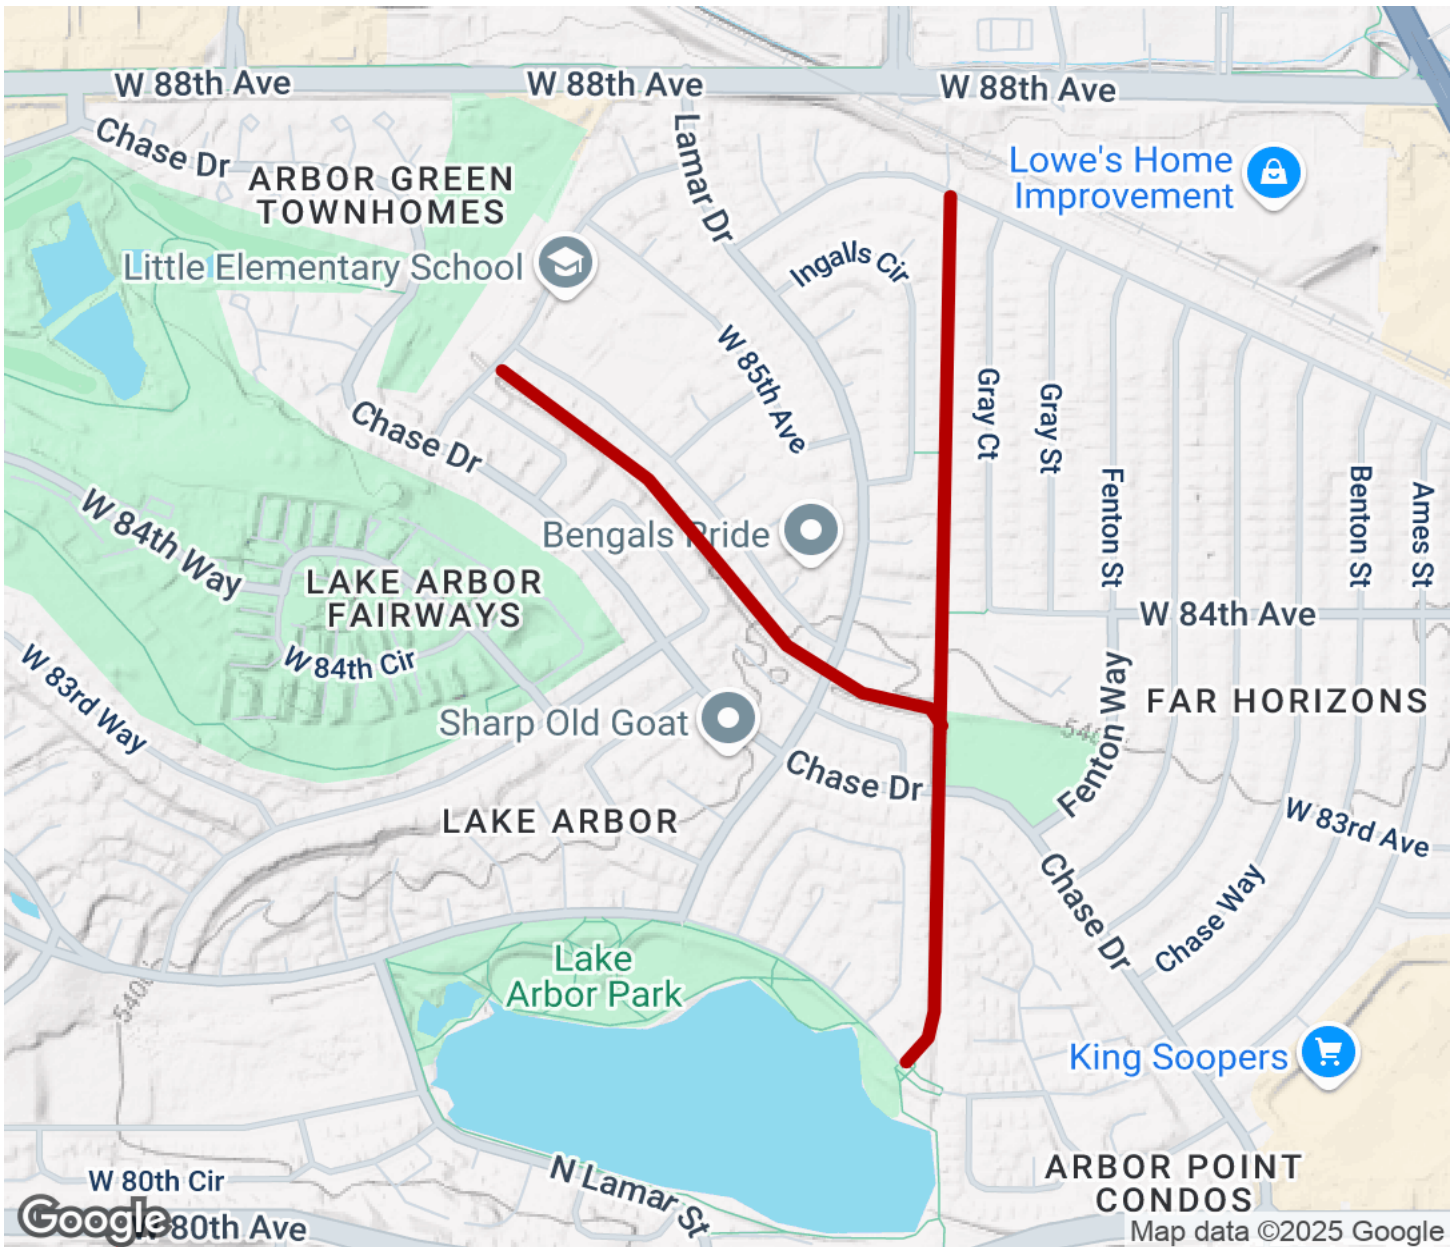 W 88th Ave
W 88th Ave
W 88th Ave
Chase Dr
Lamar Dr
ARBOR GREEN
TOWNHOMES
Lowe's Home
Improvement
Little Elementary School
Ingalls Cir
W 85th Ave
Gray Ct
Gray St
Chase Dr
Fenton St
Benton St
Ames St
W 84th Way
Bengals Pride
LAKE ARBOR
FAIRWAYS
W 84th Ave
W 84th Cir
W 83rd Way
Fenton Way
FAR HORIZONS
Sharp Old Goat
Chase Dr
LAKE ARBOR
W 83rd Ave
Chase Dr
Chase Way
Lake
Arbor Park
5400
King Soopers
N Lamar St
ARBOR POINT
CONDOS
W 80th Cir
Google
W 80th Ave
Map data ©2025 Google